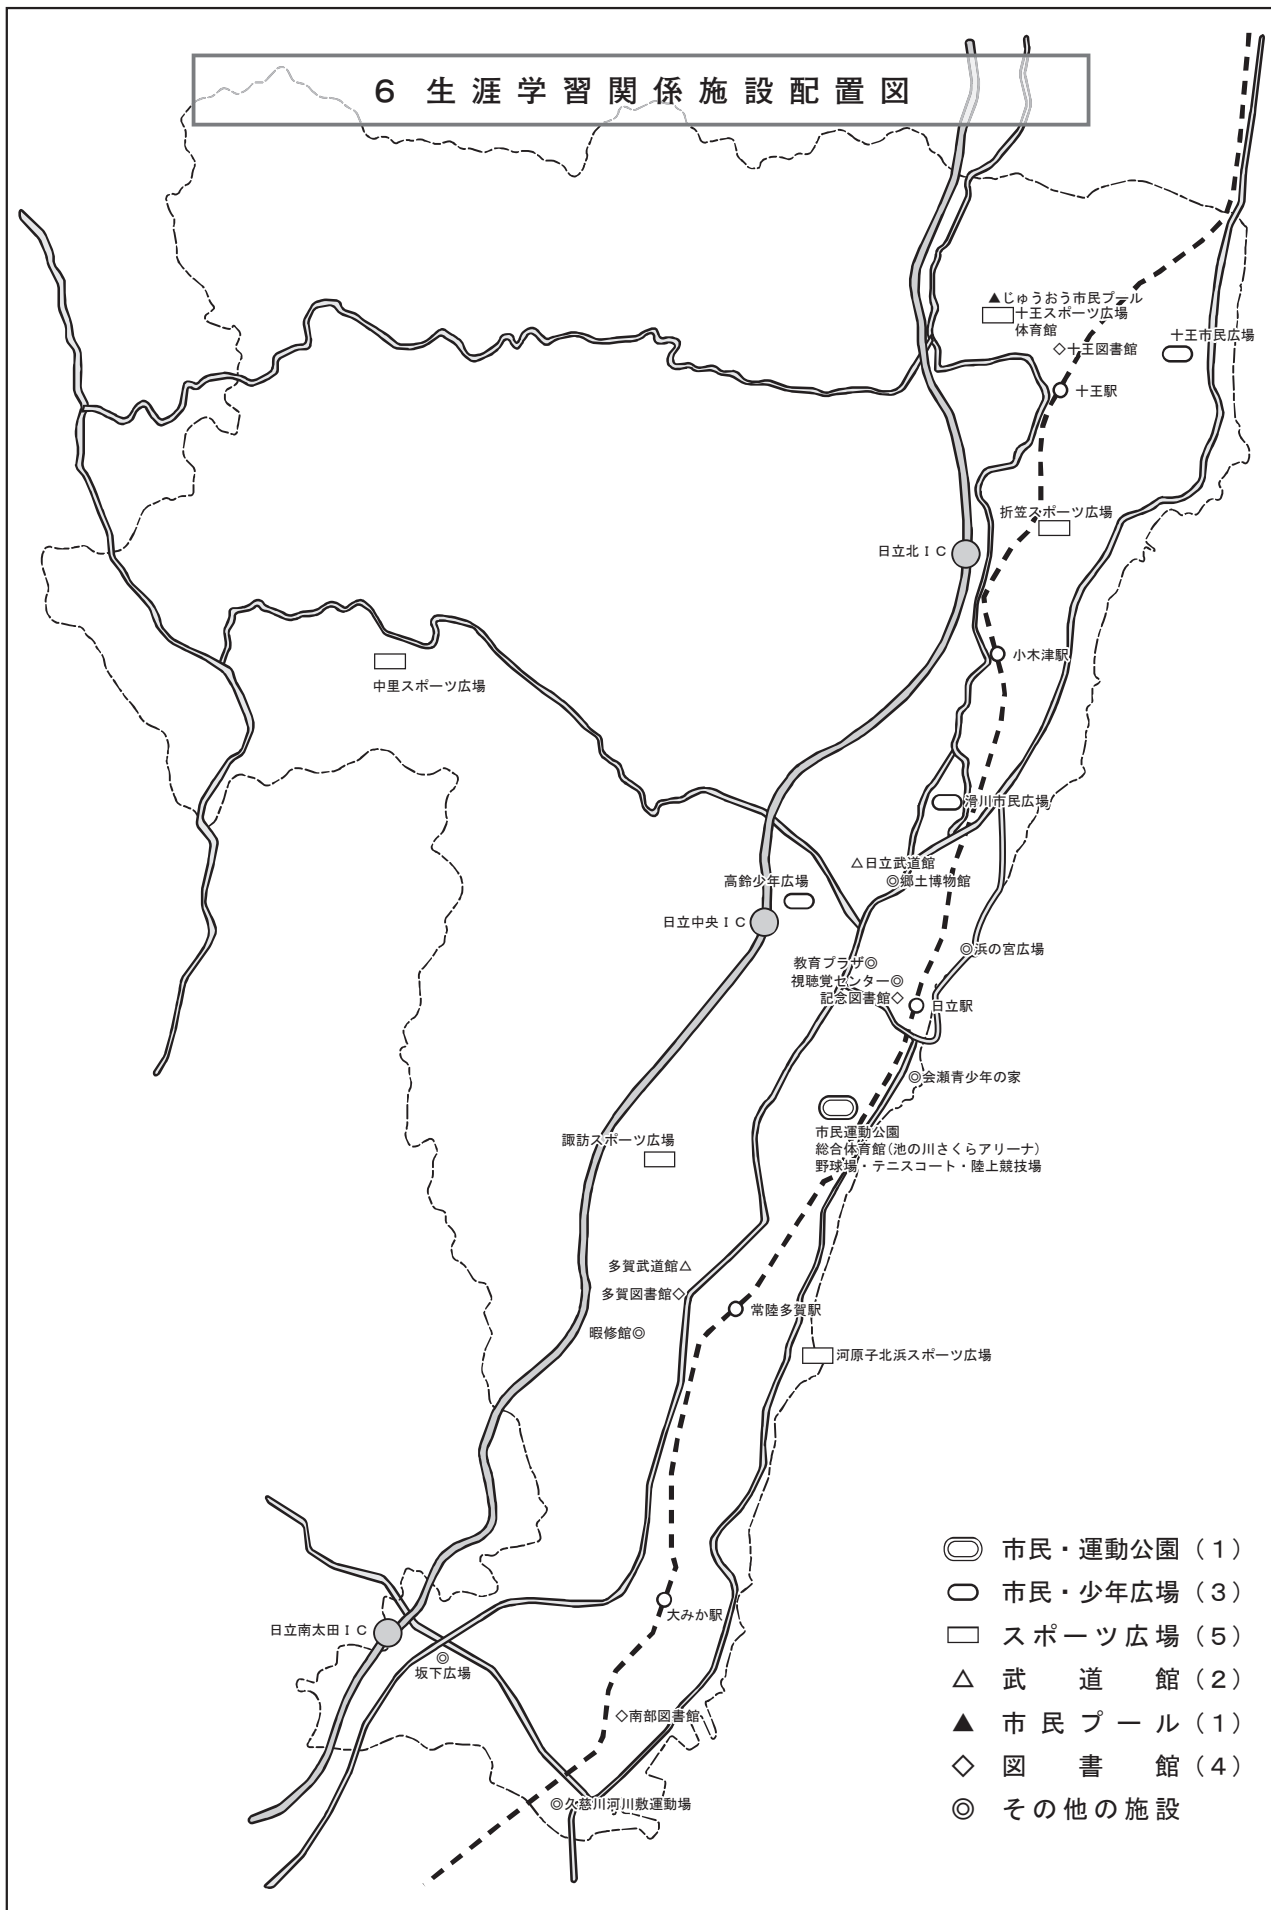 6 生涯学習関係施設配置図
▲じゅうおう市民プール
十王スポーツ広場
体育館
◇十王図書館
十王市民広場
十王駅
折笠スポーツ広場
日立北ＩＣ
小木津駅
中里スポーツ広場
滑川市民広場
△日立武道館
◎郷土博物館
高鈴少年広場
日立中央ＩＣ
◎浜の宮広場
教育プラザ◎
視聴覚センター◎
記念図書館◇
日立駅
◎会瀬青少年の家
市民運動公園
総合体育館(池の川さくらアリーナ)
野球場・テニスコート・陸上競技場
諏訪スポーツ広場
多賀武道館△
多賀図書館◇
常陸多賀駅
暇修館◎
河原子北浜スポーツ広場
大みか駅
日立南太田ＩＣ
◎
坂下広場
◇南部図書館
◎久慈川河川敷運動場
市民・運動公園（１）
市民・少年広場（３）
スポーツ広場（５）
△ 武道館（２）
▲ 市民プール（１）
◇ 図書館（４）
◎ その他の施設